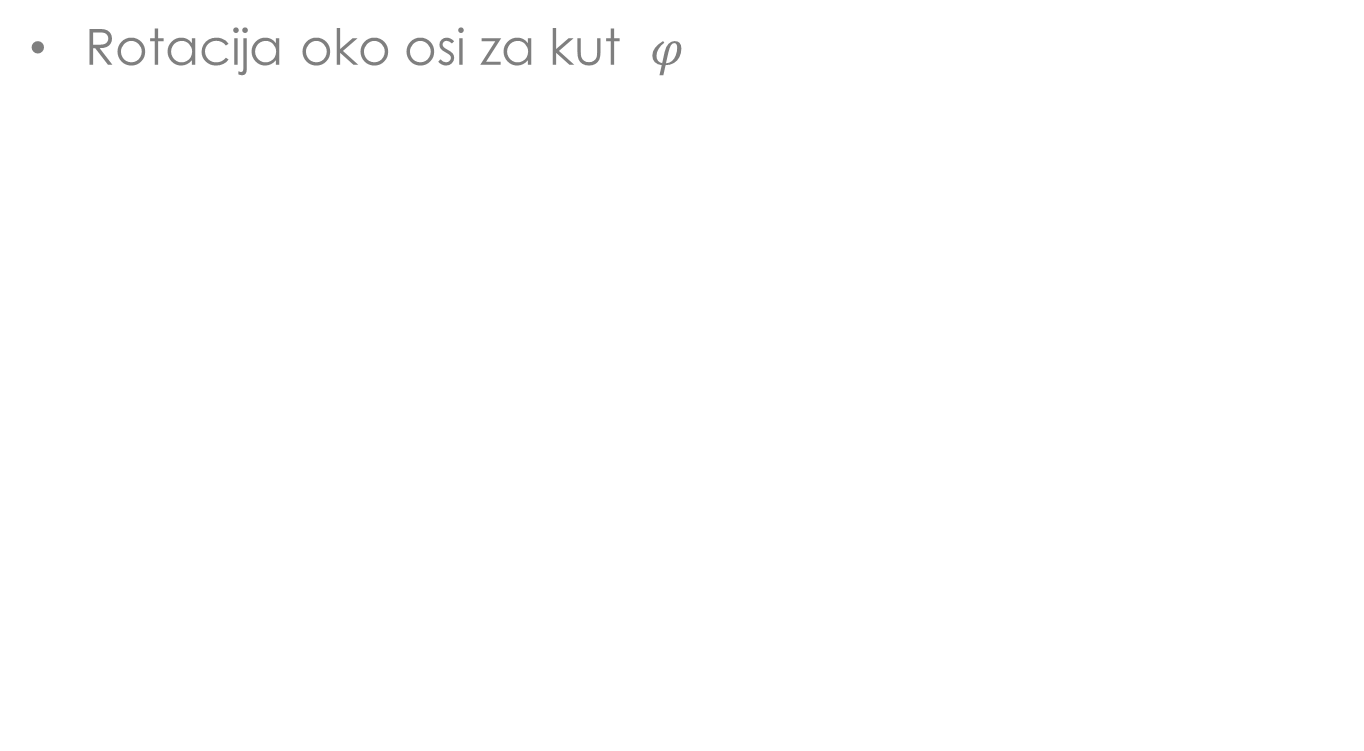 • Rotacija oko osi za kut φ